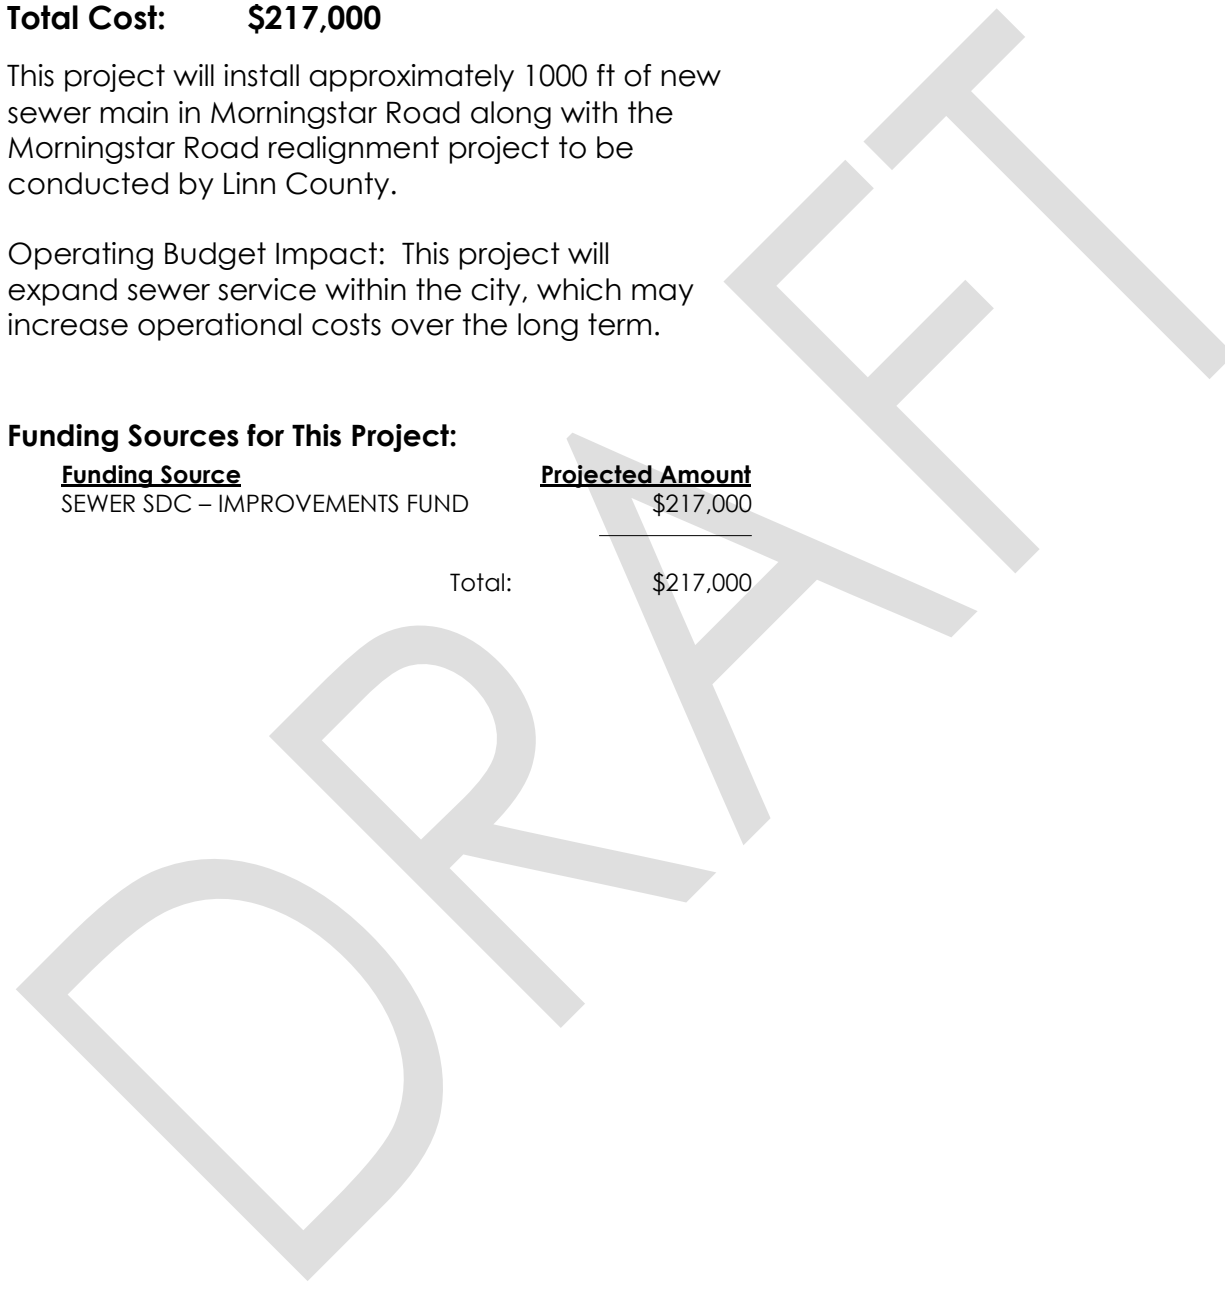 Total Cost: $217,000
This project will install approximately 1000 ft of new
sewer main in Morningstar Road along with the
Morningstar Road realignment project to be
conducted by Linn County.
Operating Budget Impact: This project will
expand sewer service within the city, which may
increase operational costs over the long term.
Funding Sources for This Project:
Funding Source Projected Amount
SEWER SDC – IMPROVEMENTS FUND $217,000
Total: $217,000
DRAFT